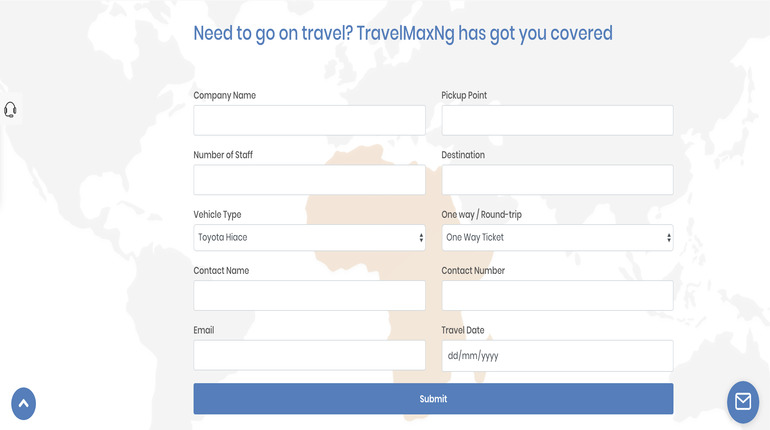 Need to go on travel? TravelMaxNg has got you covered
Company Name
Pickup Point
Number of Staff
Destination
Vehicle Type
One way / Round-trip
Toyota Hiace
One Way Ticket
Contact Name
Contact Number
Email
Travel Date
dd/mm/yyyy
Submit